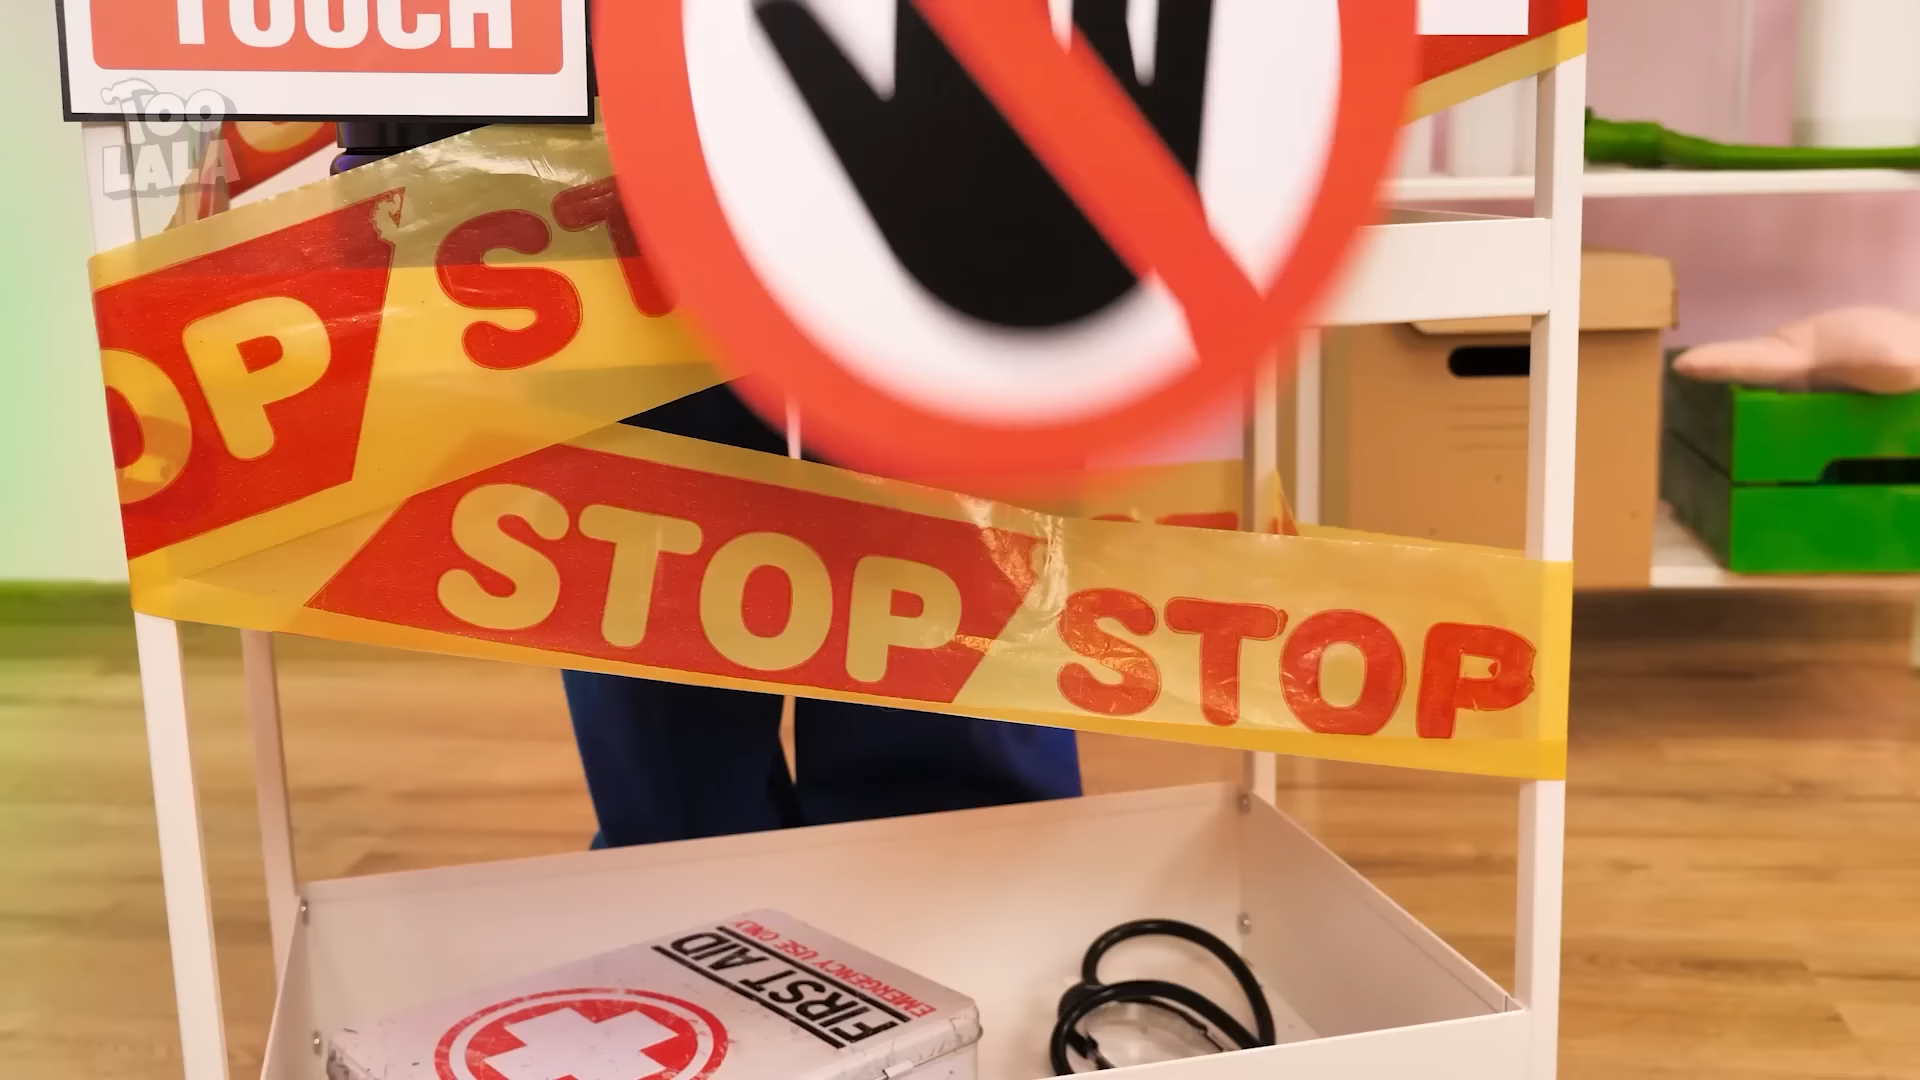 TOUCH
TOO
LALA
STOP
OP
STOP STOP
FIRST AID
EMERGENCY USE ONLY